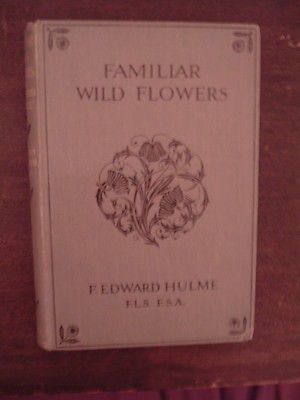 FAMILIAR
WILD FLOWERS
F. EDWARD HULME
F.L.S. F.S.A.